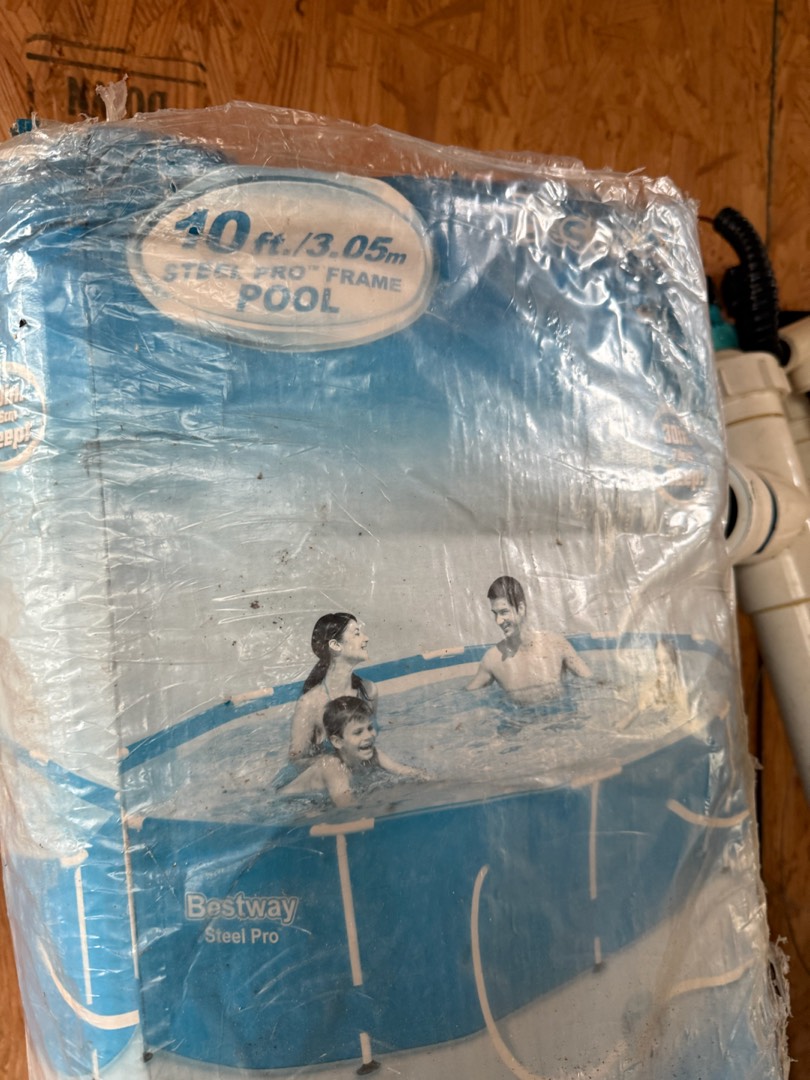 10 ft./3.05m
STEEL PRO™ FRAME
POOL
Bestway
Steel Pro